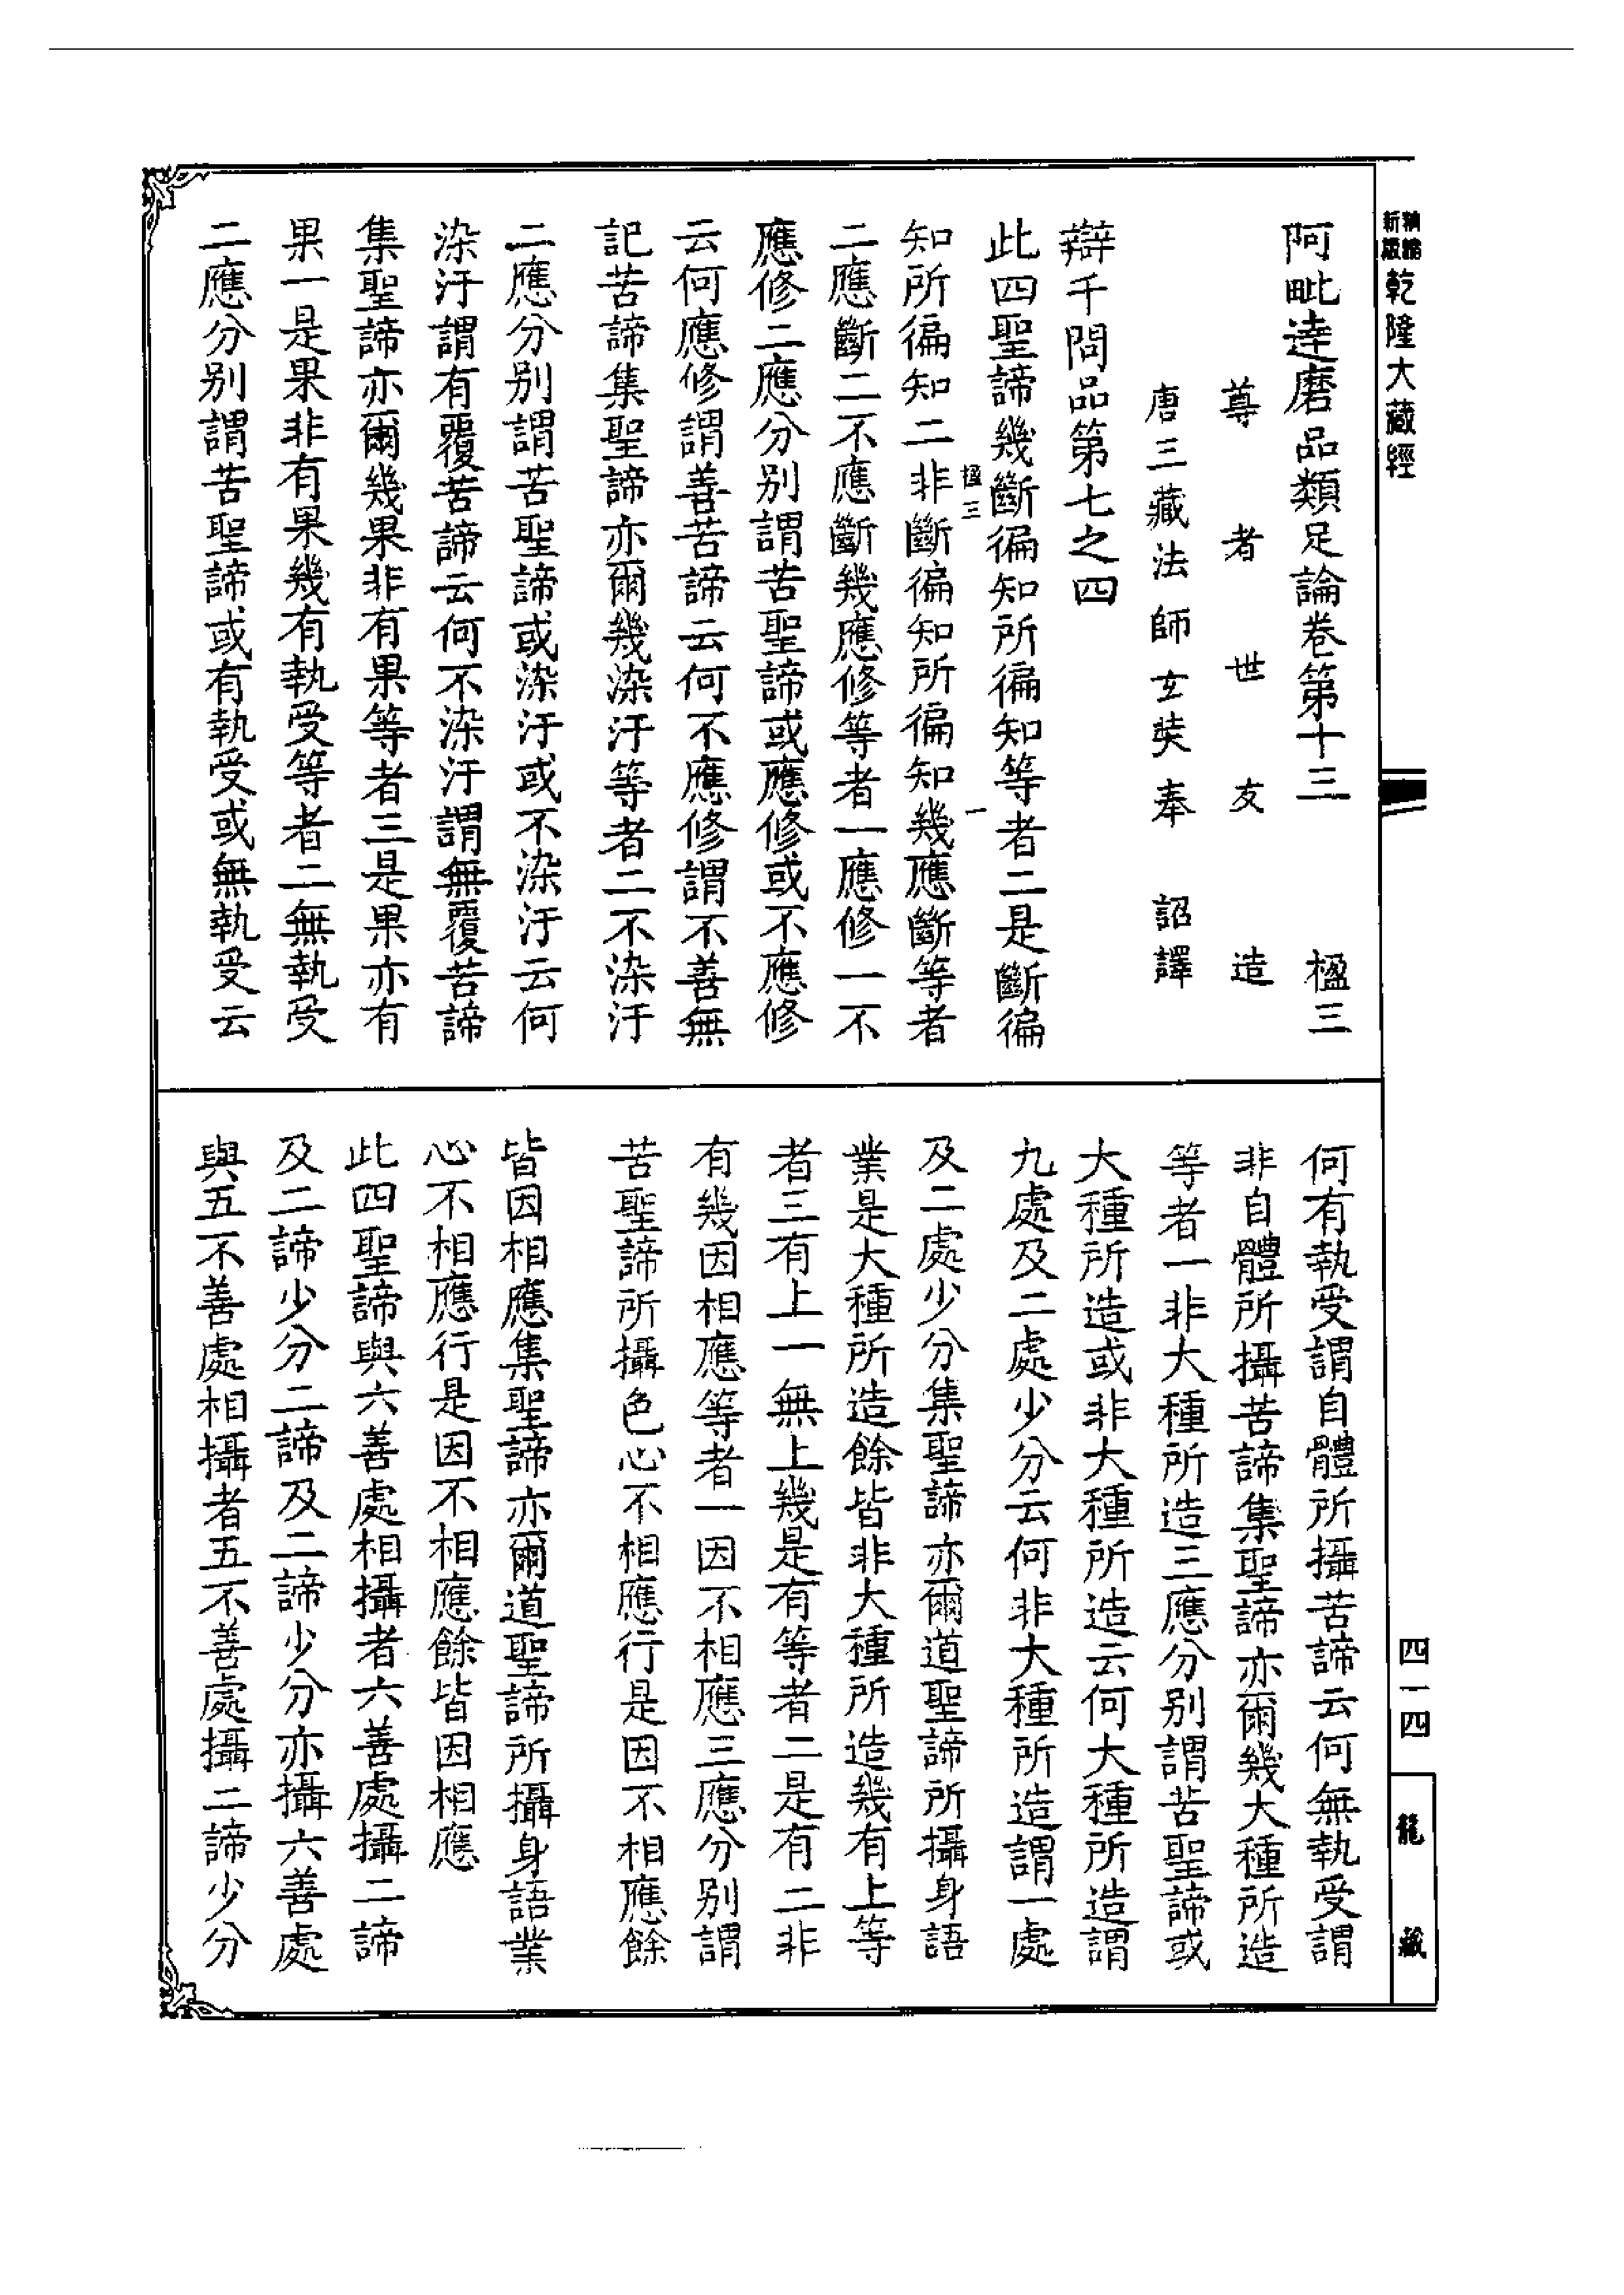 新版精縮乾隆大藏經
阿毗達磨品類足論卷第十三 楹三
尊者世友造
唐三藏法師玄奘奉 詔譯
辯千問品第七之四
此四聖諦幾斷徧知所徧知等者二是斷徧
楹三 一
知所徧知二非斷徧知所徧知幾應斷等者
二應斷二不應斷幾應修等者一應修一不
應修二應分別謂苦聖諦或應修或不應修
云何應修謂善苦諦云何不應修謂不善無
記苦諦集聖諦亦爾幾染汙等者二不染汙
二應分別謂苦聖諦或染汙或不染汙云何
染汙謂有覆苦諦云何不染汙謂無覆苦諦
集聖諦亦爾幾果非有果等者三是果亦有
果一是果非有果幾有執受等者二無執受
二應分別謂苦聖諦或有執受或無執受云
何有執受謂自體所攝苦諦云何無執受謂
非自體所攝苦諦集聖諦亦爾幾大種所造
等者一非大種所造三應分別謂苦聖諦或
大種所造或非大種所造云何大種所造謂
九處及二處少分云何非大種所造謂一處
及二處少分集聖諦亦爾道聖諦所攝身語
業是大種所造餘皆非大種所造幾有上等
者三有上一無上幾是有等者二是有二非
有幾因相應等者一因不相應三應分別謂
苦聖諦所攝色心不相應行是因不相應餘
皆因相應集聖諦亦爾道聖諦所攝身語業
心不相應行是因不相應餘皆因相應
此四聖諦與六善處相攝者六善處攝二諦
及二諦少分二諦及二諦少分亦攝六善處
與五不善處相攝者五不善處攝二諦少分
四一四
龍藏